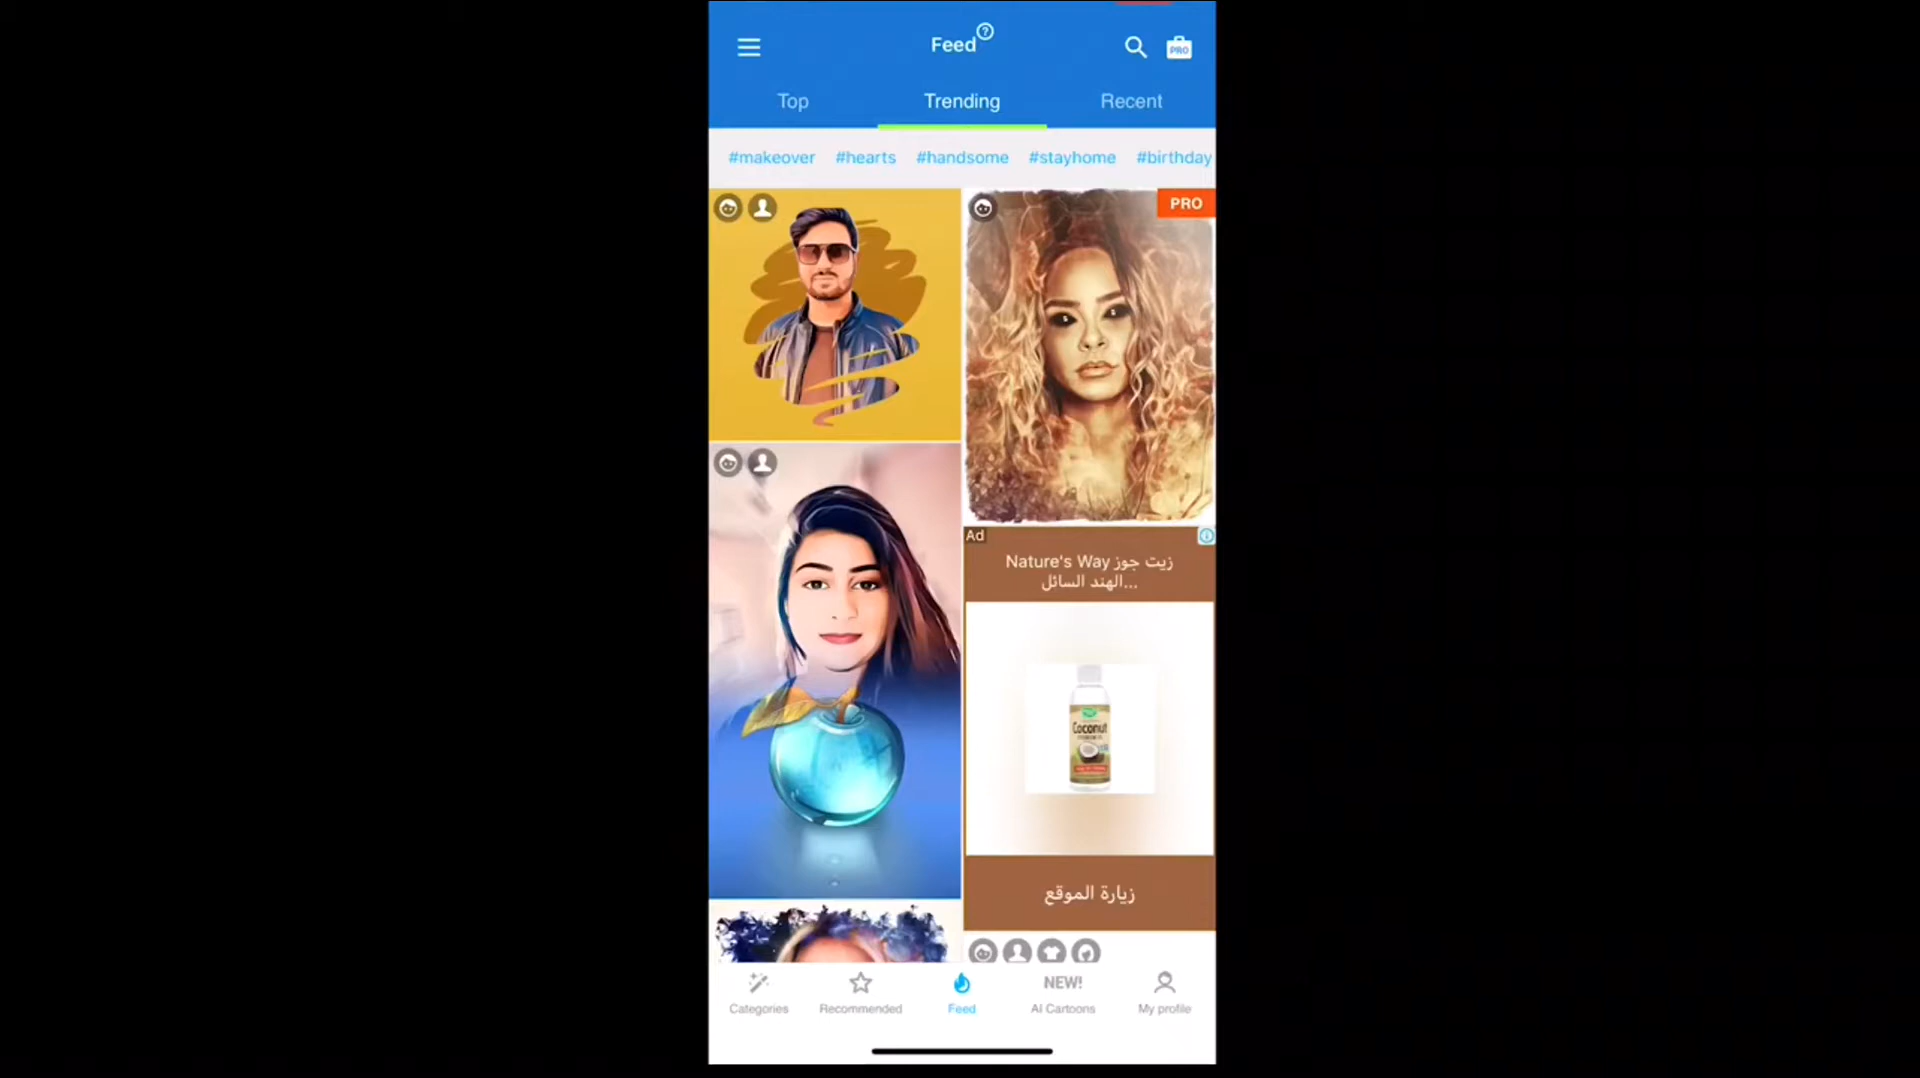 Feed
?
PRO
Top Trending Recent
#makeover #hearts #handsome #stayhome #birthday
PRO
Ad
Nature's Way زيت جوز
الهند السائل...
Coconut
زيارة الموقع
NEW!
Categories Recommended Feed AI Cartoons My profile